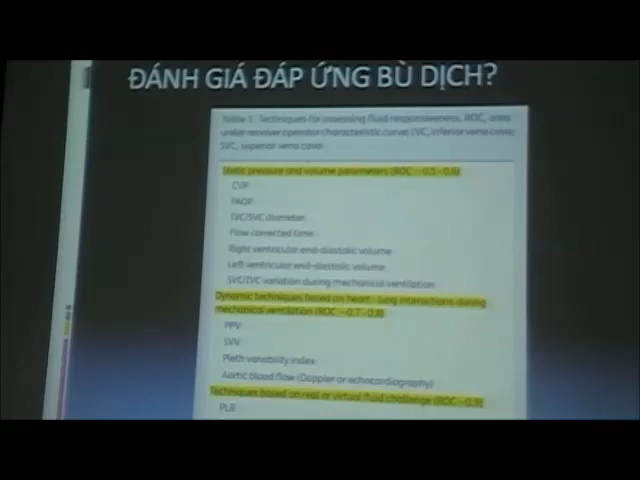 ĐÁNH GIÁ ĐÁP ỨNG BÙ DỊCH?
Table 1. Techniques for assessing fluid responsiveness. ROC, area
under receiver operator characteristic curve; IVC, inferior vena cava;
SVC, superior vena cava
Static pressure and volume parameters (ROC ~0.5-0.6)
CVP
PAOP
IVC/SVC diameter
Flow corrected time
Right ventricular end-diastolic volume
Left ventricular end-diastolic volume
SVC/IVC variation during mechanical ventilation
Dynamic techniques based on heart - lung interactions during
mechanical ventilation (ROC ~0.7-0.8)
PPV
SVV
Pleth variability index
Aortic blood flow (Doppler or echocardiography)
Techniques based on real or virtual fluid challenge (ROC ~0.9)
PLR